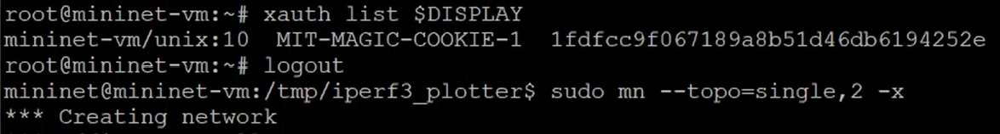 root@mininet-vm:~# xauth list $DISPLAY
mininet-vm/unix:10  MIT-MAGIC-COOKIE-1  1fdfcc9f067189a8b51d46db6194252e
root@mininet-vm:~# logout
mininet@mininet-vm:/tmp/iperf3_plotter$ sudo mn --topo=single,2 -x
*** Creating network